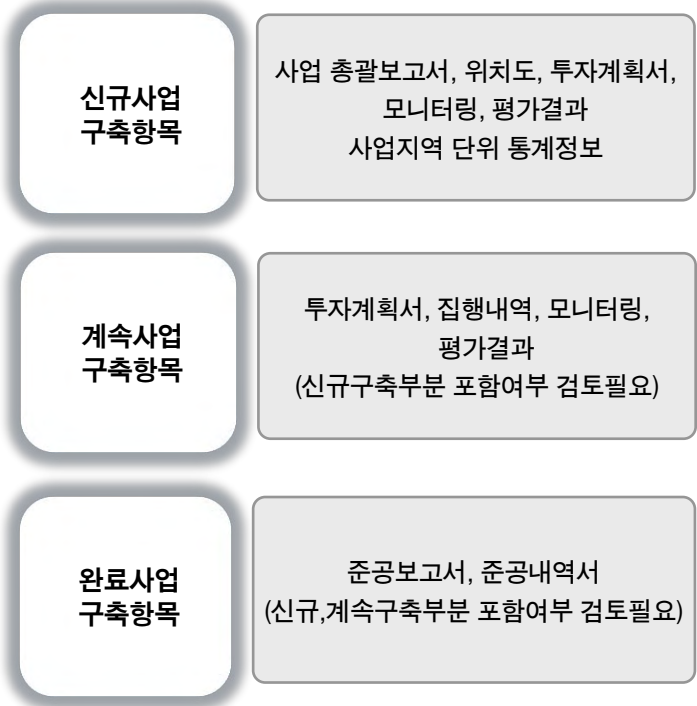 신규사업
구축항목
사업 총괄보고서, 위치도, 투자계획서,
모니터링, 평가결과
사업지역 단위 통계정보
계속사업
구축항목
투자계획서, 집행내역, 모니터링,
평가결과
(신규구축부분 포함여부 검토필요)
완료사업
구축항목
준공보고서, 준공내역서
(신규,계속구축부분 포함여부 검토필요)